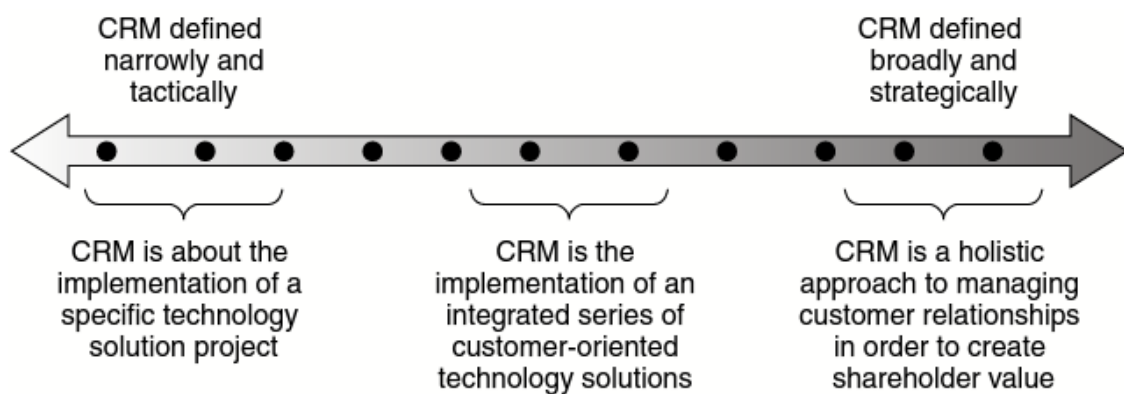 CRM defined
narrowly and
tactically
CRM defined
broadly and
strategically
CRM is about the
implementation of a
specific technology
solution project
CRM is the
implementation of an
integrated series of
customer-oriented
technology solutions
CRM is a holistic
approach to managing
customer relationships
in order to create
shareholder value